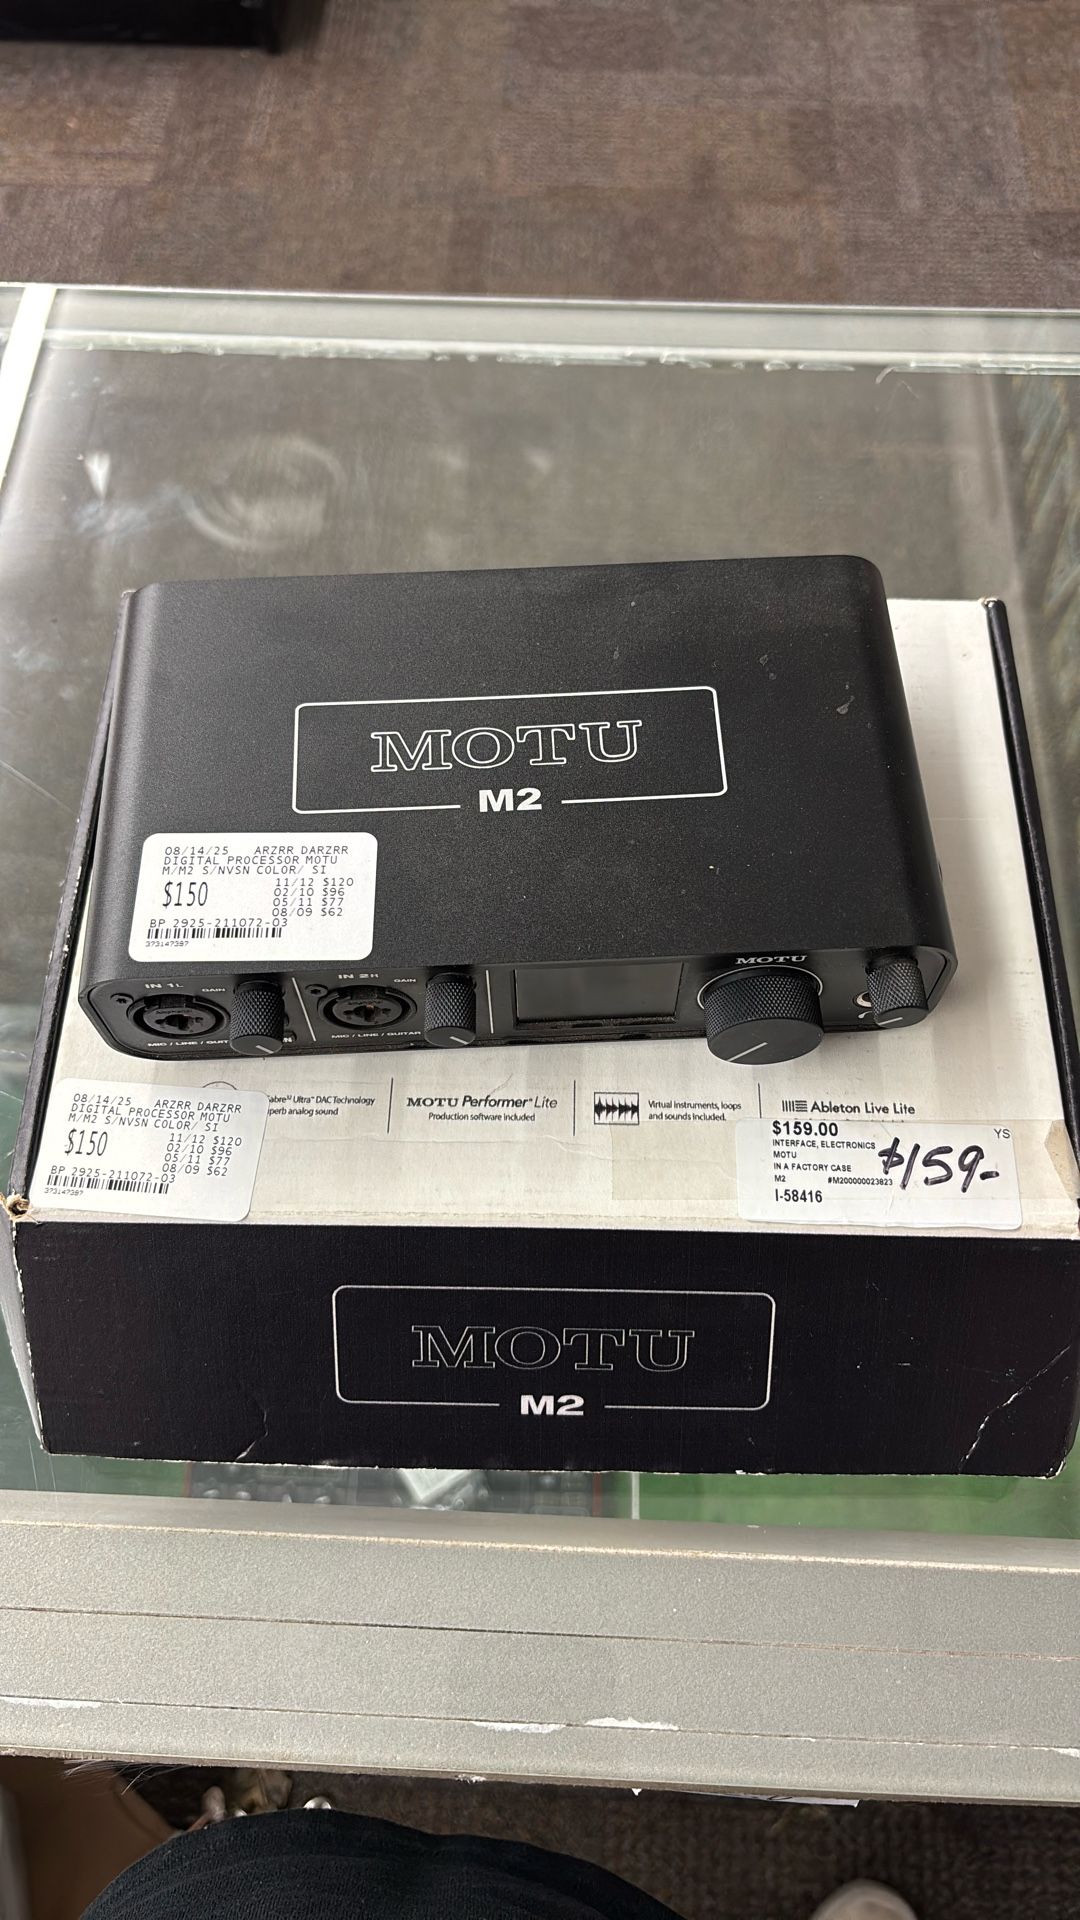 MOTU
M2
08/14/25 ARZRR DARZRR
DIGITAL PROCESSOR MOTU
M/M2 S/NVSN COLOR/ SI
$150
11/12 $120
02/10 $96
05/11 $77
08/09 $62
BP 2925-211072-03
373147397
IN 1 L
GAIN
MIC / LINE /
IN 2 R
GAIN
MIC / LINE / GUITAR
MOTU
Ultra™ DAC Technology
analog sound
MOTU Performer® Lite
Production software included
Virtual instruments, loops
and sounds included.
Ableton Live Lite
08/14/25 ARZRR DARZRR
DIGITAL PROCESSOR MOTU
M/M2 S/NVSN COLOR/ SI
$150
11/12 $120
02/10 $96
05/11 $77
08/09 $62
BP 2925-211072-03
373147397
$159.00 YS
INTERFACE, ELECTRONICS
MOTU
IN A FACTORY CASE
M2 #M200000023823
I-58416
$159-
MOTU
M2